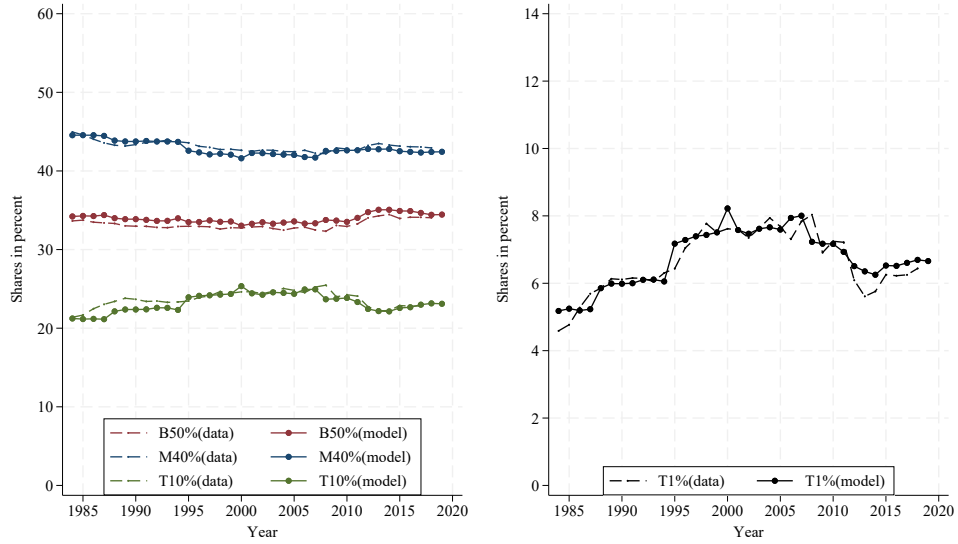 60
50
40
30
20
10
0
Shares in percent
1985 1990 1995 2000 2005 2010 2015 2020
Year
B50%(data) B50%(model)
M40%(data) M40%(model)
T10%(data) T10%(model)
14
12
10
8
6
4
2
0
Shares in percent
1985 1990 1995 2000 2005 2010 2015 2020
Year
T1%(data) T1%(model)